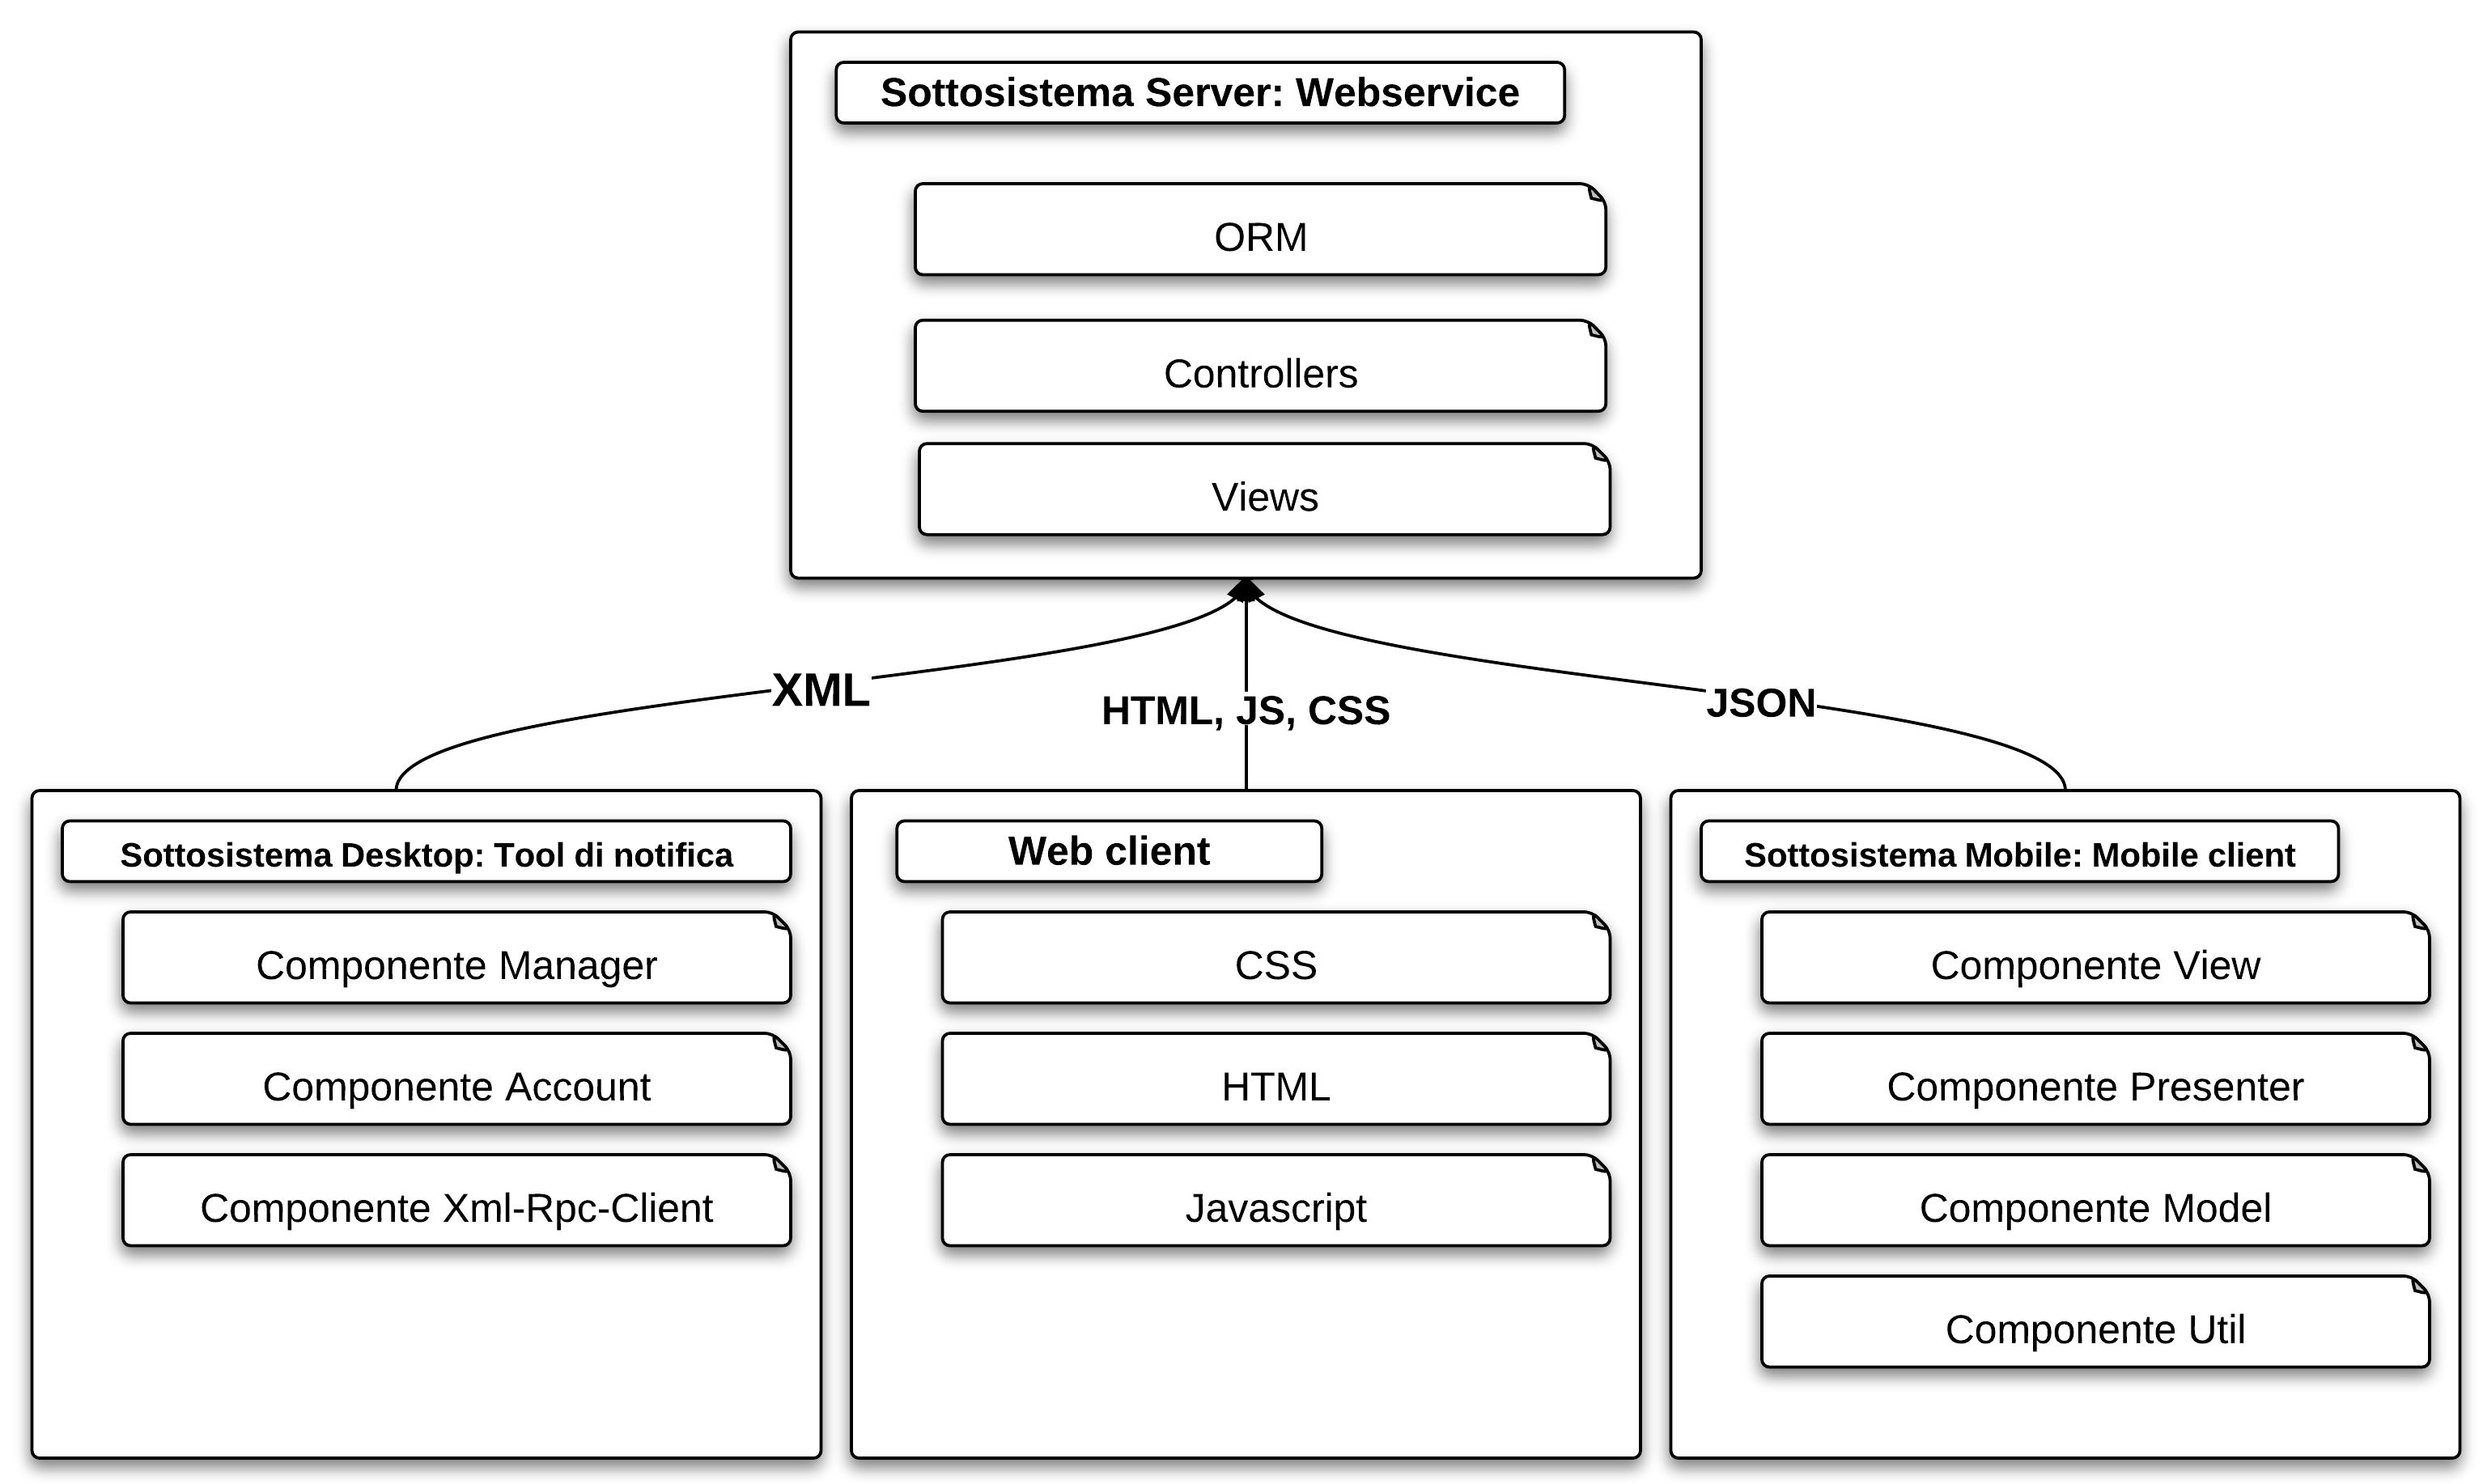 Sottosistema Server: Webservice
ORM
Controllers
Views
XML
HTML, JS, CSS
JSON
Sottosistema Desktop: Tool di notifica
Componente Manager
Componente Account
Componente Xml-Rpc-Client
Web client
CSS
HTML
Javascript
Sottosistema Mobile: Mobile client
Componente View
Componente Presenter
Componente Model
Componente Util